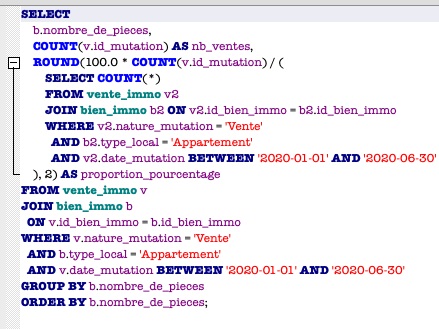 SELECT
b.nombre_de_pieces,
COUNT(v.id_mutation) AS nb_ventes,
ROUND(100.0 * COUNT(v.id_mutation) / (
SELECT COUNT(*)
FROM vente_immo v2
JOIN bien_immo b2 ON v2.id_bien_immo = b2.id_bien_immo
WHERE v2.nature_mutation = 'Vente'
AND b2.type_local = 'Appartement'
AND v2.date_mutation BETWEEN '2020-01-01' AND '2020-06-30'
), 2) AS proportion_pourcentage
FROM vente_immo v
JOIN bien_immo b
ON v.id_bien_immo = b.id_bien_immo
WHERE v.nature_mutation = 'Vente'
AND b.type_local = 'Appartement'
AND v.date_mutation BETWEEN '2020-01-01' AND '2020-06-30'
GROUP BY b.nombre_de_pieces
ORDER BY b.nombre_de_pieces;